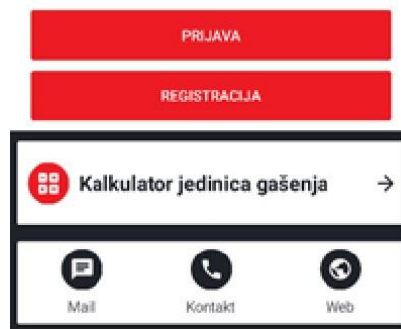 PRIJAVA
REGISTRACIJA
Kalkulator jedinica gašenja
Mail Kontakt Web